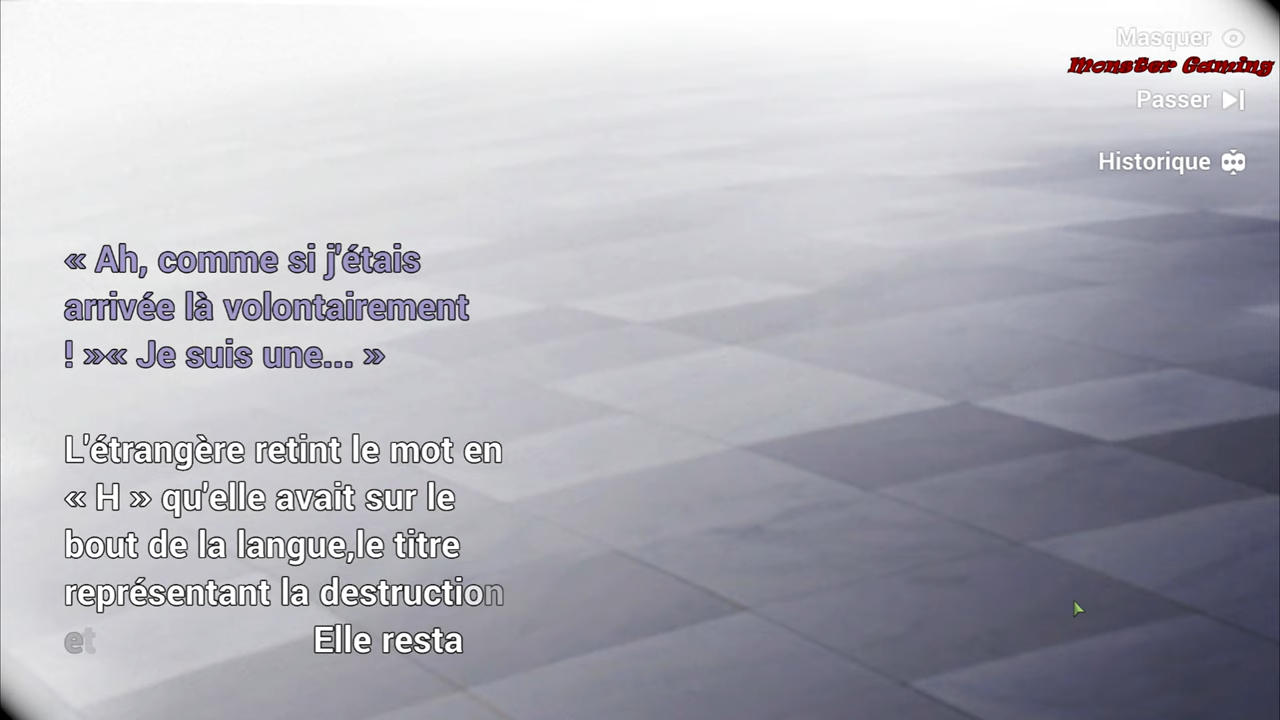 Masquer
Monster Gaming
Passer
Historique
« Ah, comme si j'étais
arrivée là volontairement
! »« Je suis une... »
L'étrangère retint le mot en
« H » qu'elle avait sur le
bout de la langue,le titre
représentant la destruction
et Elle resta